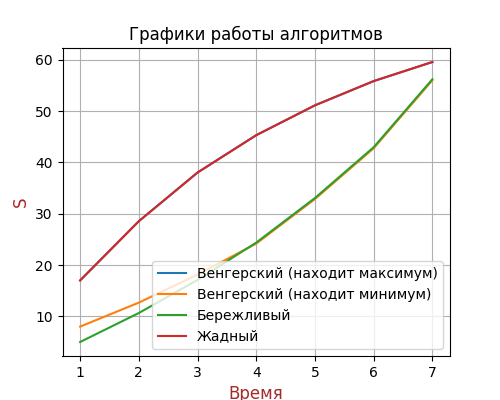 Графики работы алгоритмов
60
50
40
30
20
10
S
Венгерский (находит максимум)
Венгерский (находит минимум)
Бережливый
Жадный
1 2 3 4 5 6 7
Время